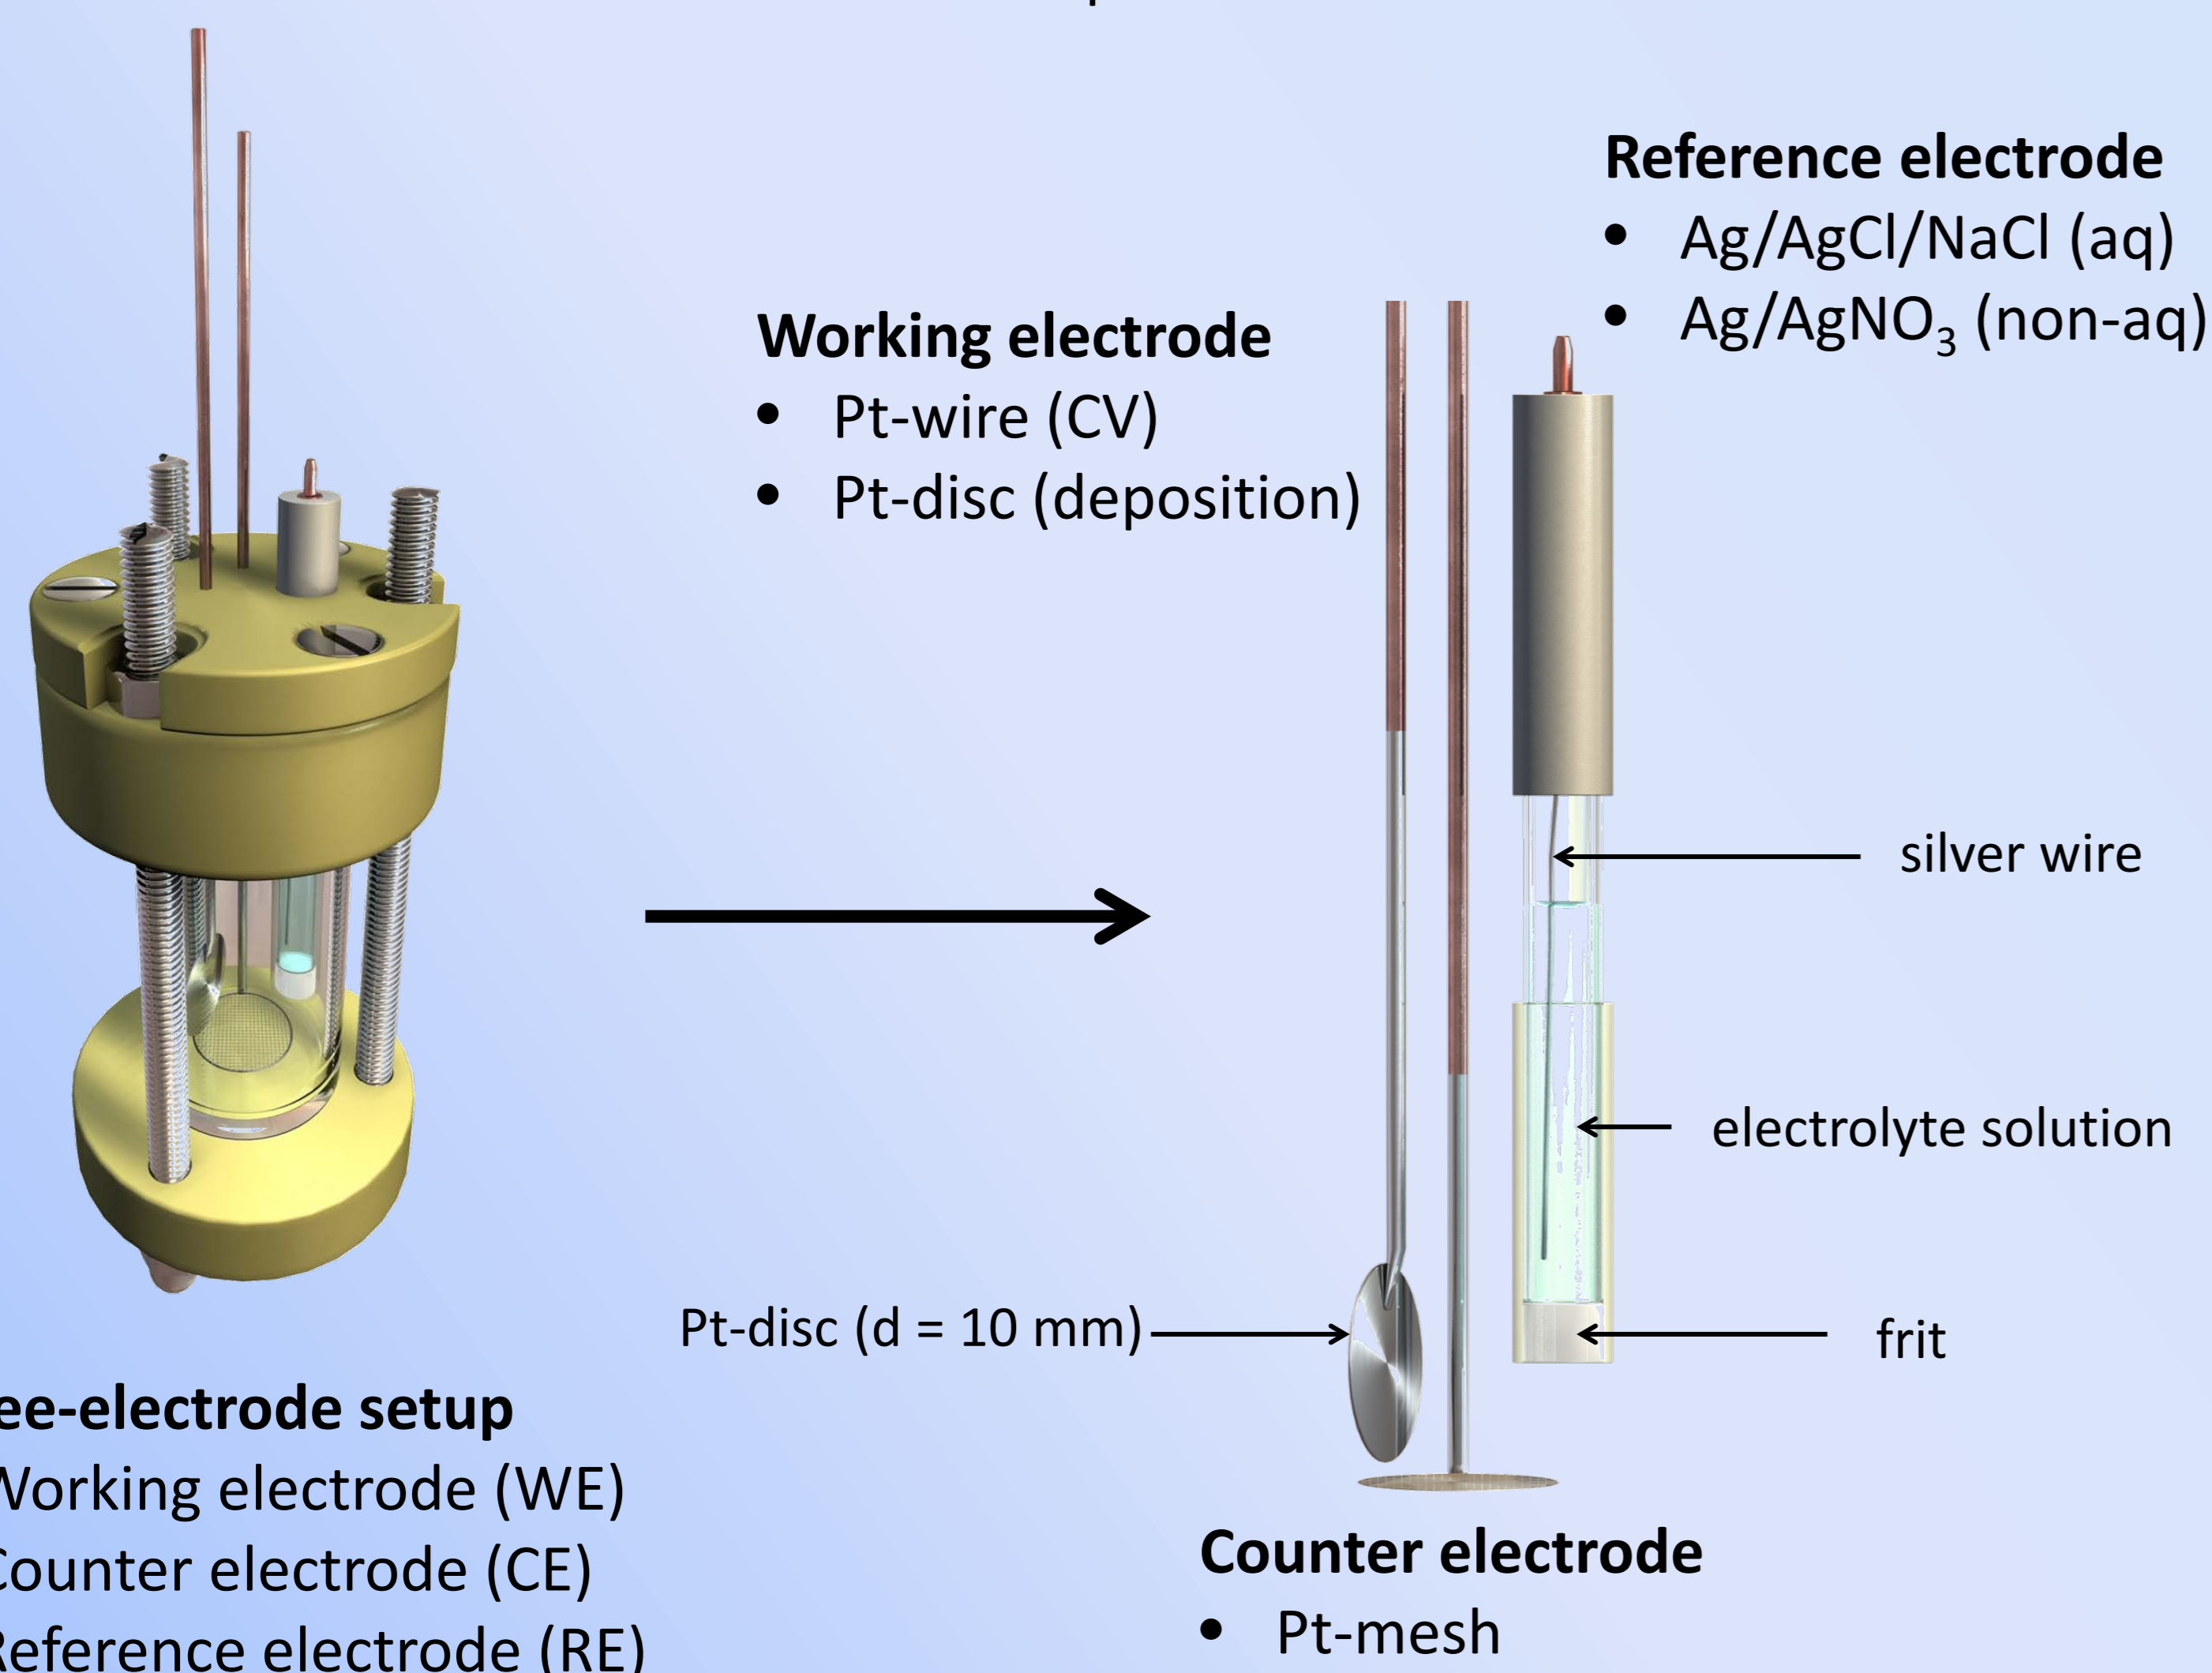 Reference electrode
• Ag/AgCl/NaCl (aq)
• Ag/AgNO₃ (non-aq)
Working electrode
• Pt-wire (CV)
• Pt-disc (deposition)
silver wire
electrolyte solution
Pt-disc (d = 10 mm)
frit
ee-electrode setup
Working electrode (WE)
Counter electrode (CE)
Reference electrode (RE)
Counter electrode
• Pt-mesh